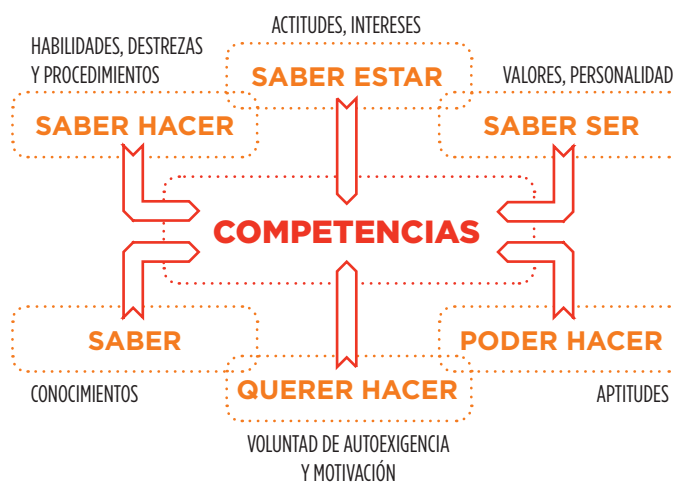 ACTITUDES, INTERESES
HABILIDADES, DESTREZAS
Y PROCEDIMIENTOS
VALORES, PERSONALIDAD
SABER ESTAR
SABER HACER
SABER SER
COMPETENCIAS
SABER
PODER HACER
CONOCIMIENTOS
QUERER HACER
APTITUDES
VOLUNTAD DE AUTOEXIGENCIA
Y MOTIVACIÓN